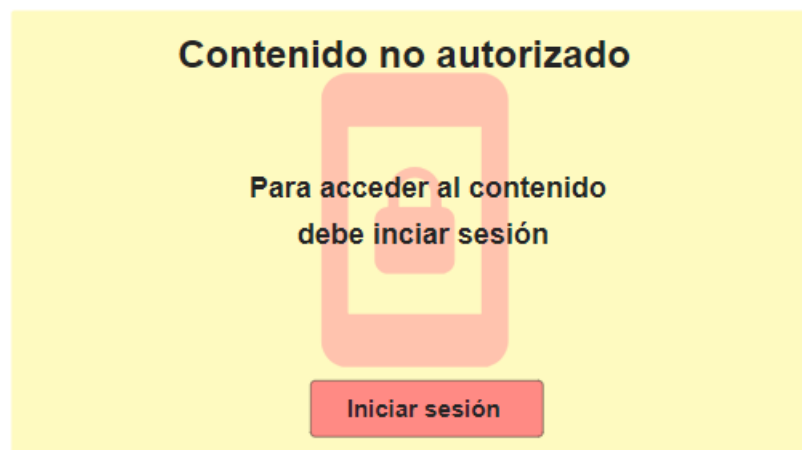 Contenido no autorizado
Para acceder al contenido
debe inciar sesión
Iniciar sesión